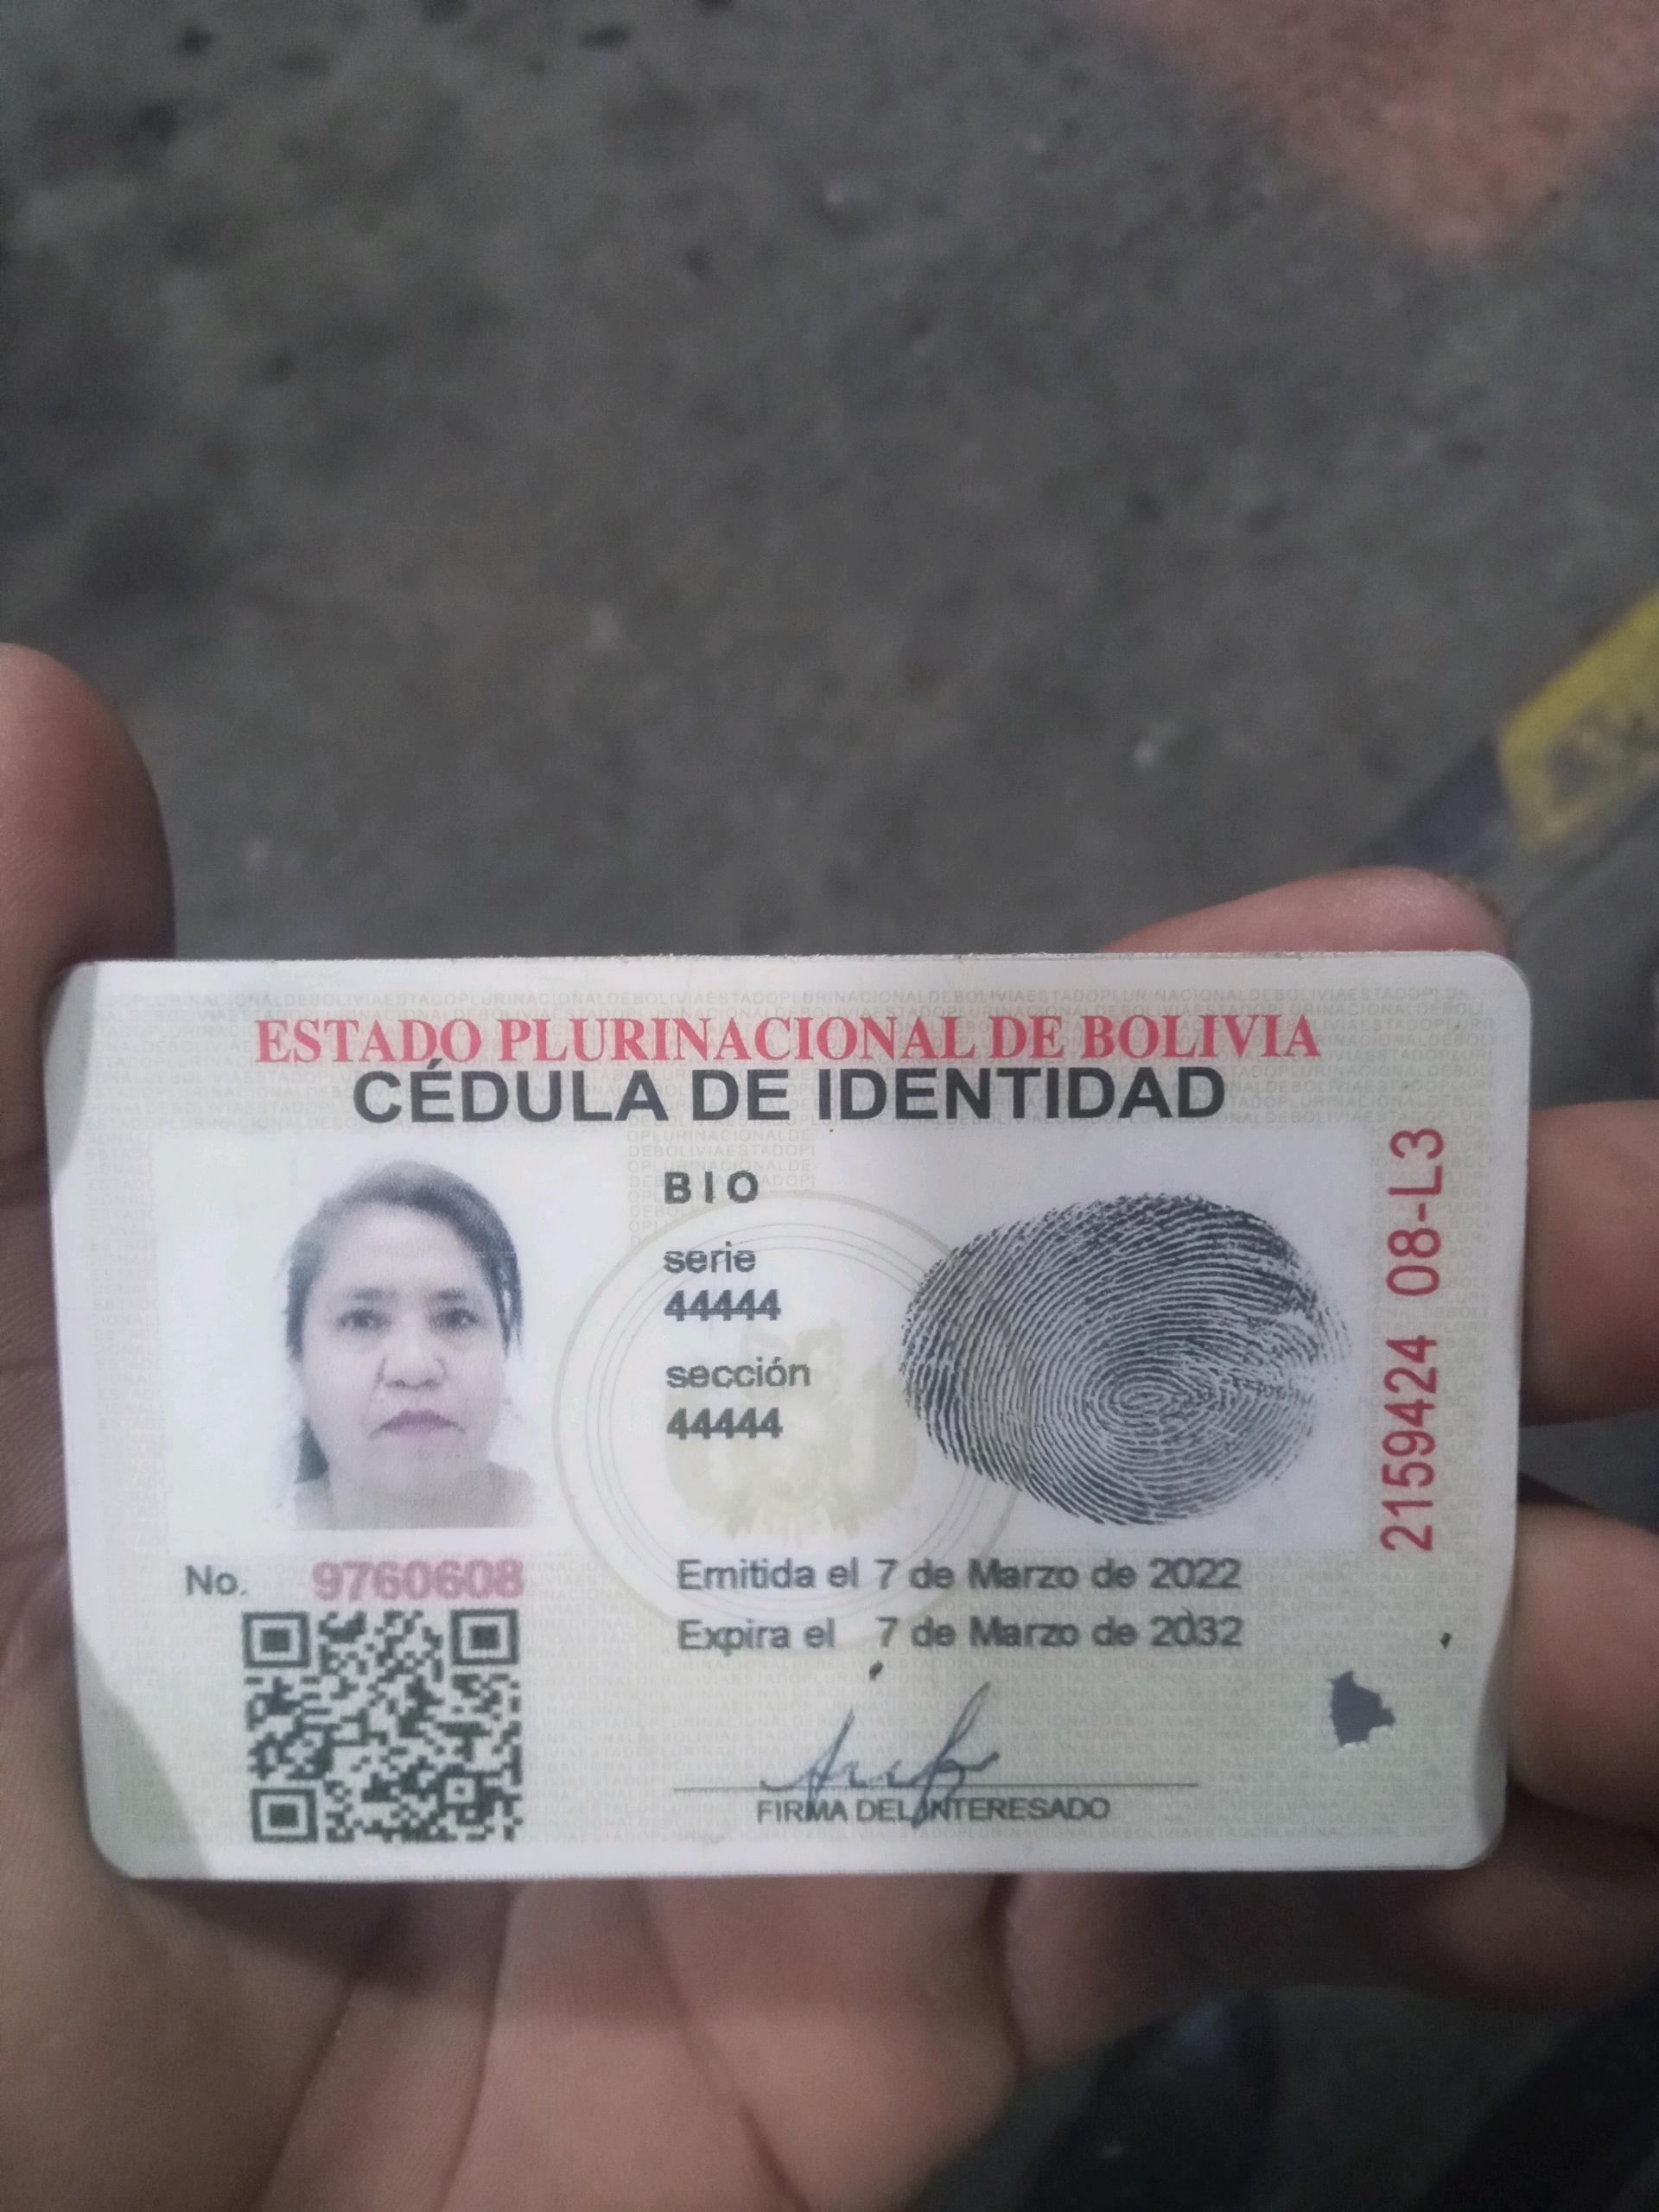 ESTADO PLURINACIONAL DE BOLIVIA
CÉDULA DE IDENTIDAD
BIO
serie
44444
sección
44444
2159424 08-L3
No. 9760608
Emitida el 7 de Marzo de 2022
Expira el 7 de Marzo de 2032
FIRMA DEL INTERESADO